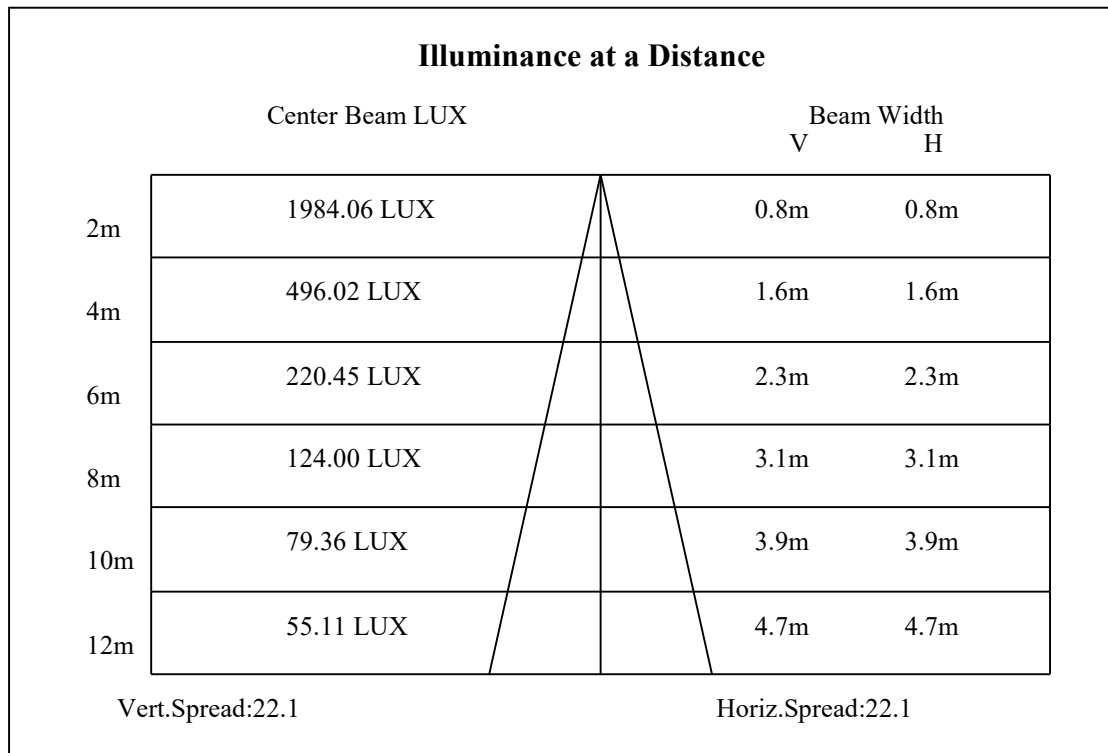 Illuminance at a Distance
Center Beam LUX Beam Width
V H
2m 1984.06 LUX 0.8m 0.8m
4m 496.02 LUX 1.6m 1.6m
6m 220.45 LUX 2.3m 2.3m
8m 124.00 LUX 3.1m 3.1m
10m 79.36 LUX 3.9m 3.9m
12m 55.11 LUX 4.7m 4.7m
Vert.Spread:22.1 Horiz.Spread:22.1